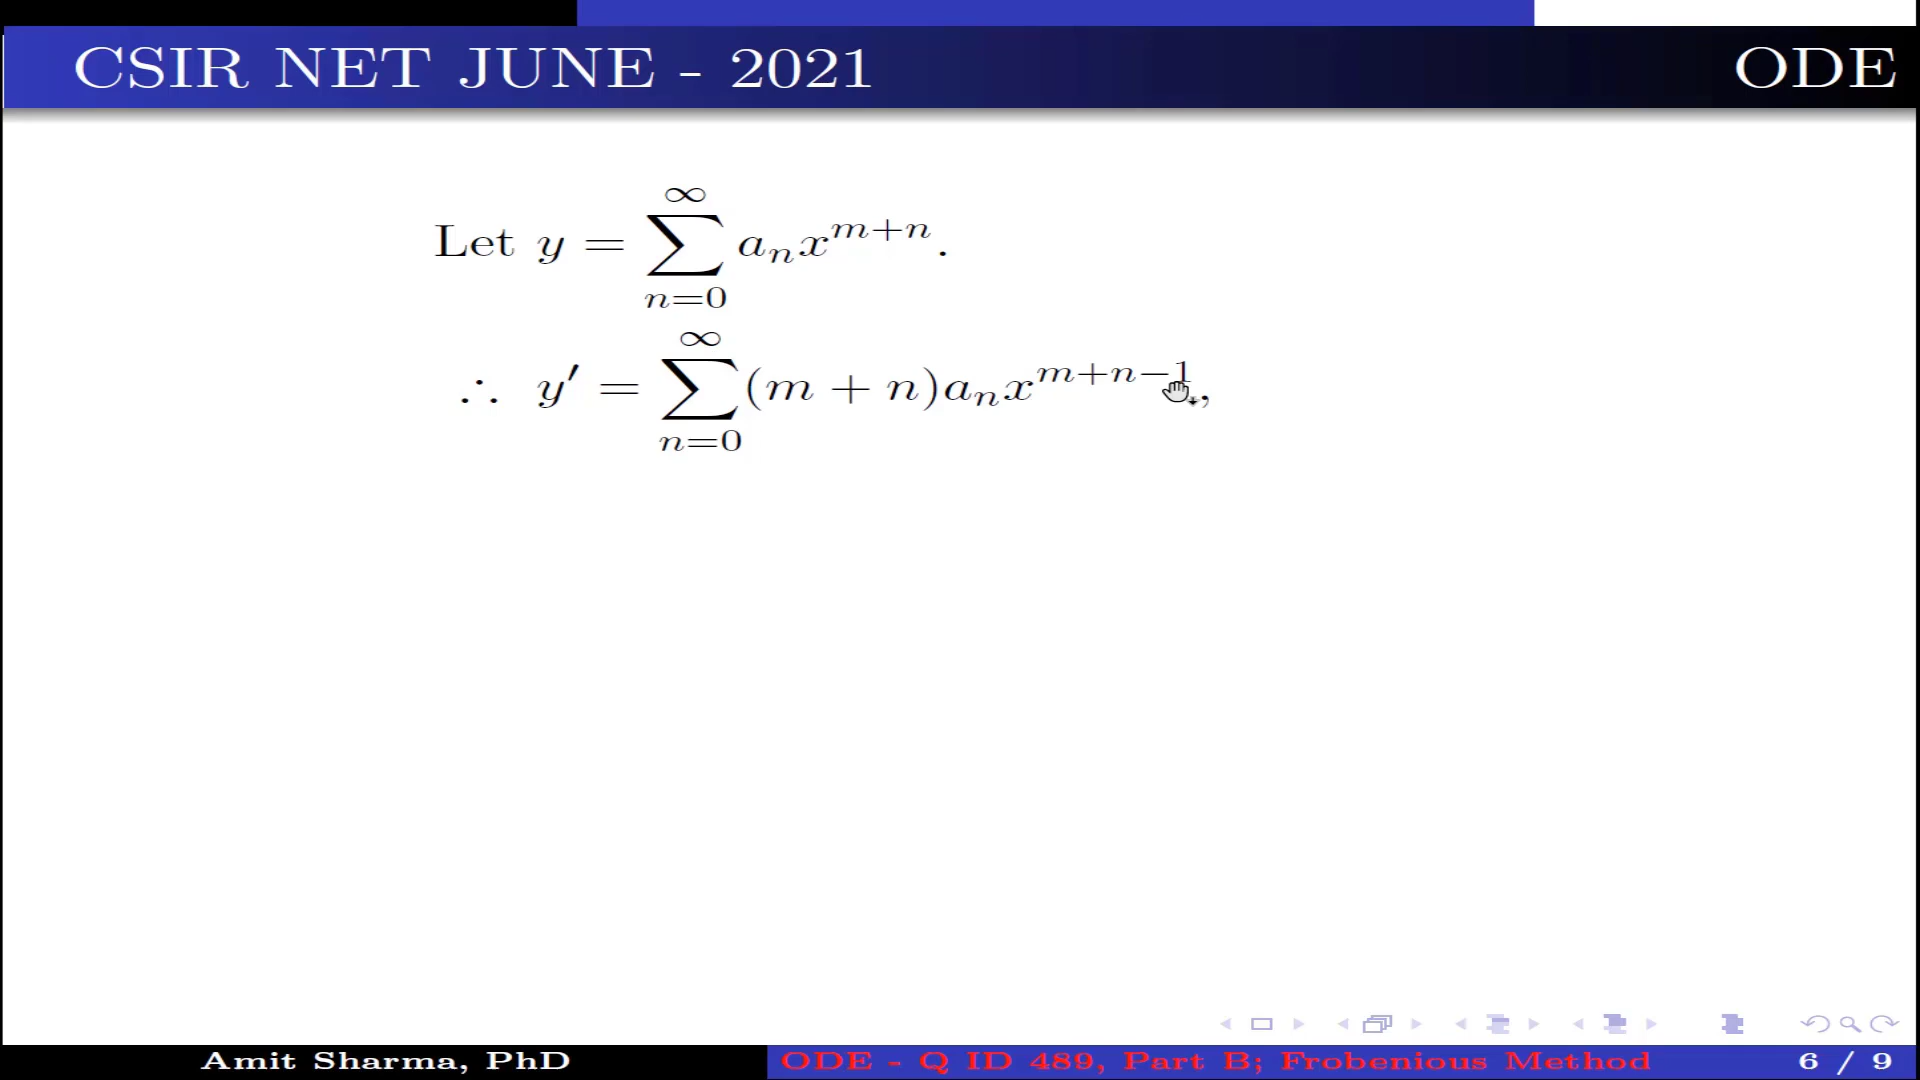 CSIR NET JUNE - 2021 ODE
Let y = ∑_{n=0}^{∞} a_n x^{m+n}.
∴ y′ = ∑_{n=0}^{∞} (m + n)a_n x^{m+n−1},
Amit Sharma, PhD ODE - Q ID 489, Part B; Frobenious Method 6 / 9